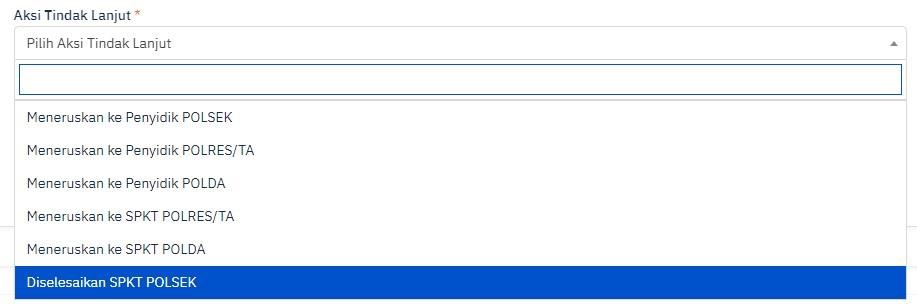 Aksi Tindak Lanjut *
Pilih Aksi Tindak Lanjut
Meneruskan ke Penyidik POLSEK
Meneruskan ke Penyidik POLRES/TA
Meneruskan ke Penyidik POLDA
Meneruskan ke SPKT POLRES/TA
Meneruskan ke SPKT POLDA
Diselesaikan SPKT POLSEK